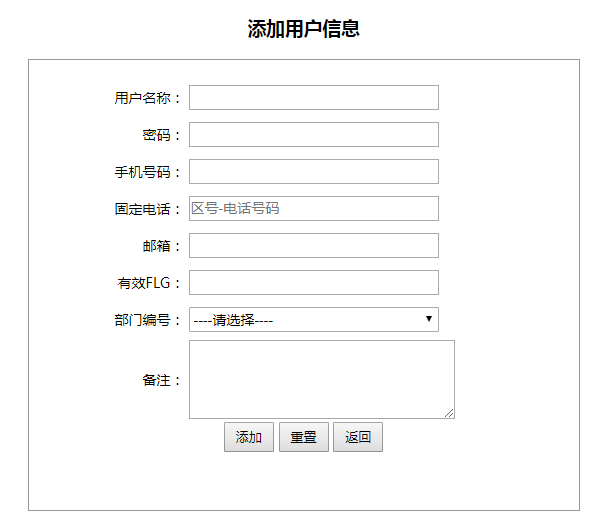 添加用户信息
用户名称：
密码：
手机号码：
固定电话： 区号-电话号码
邮箱：
有效FLG：
部门编号： ----请选择----
备注：
添加 重置 返回